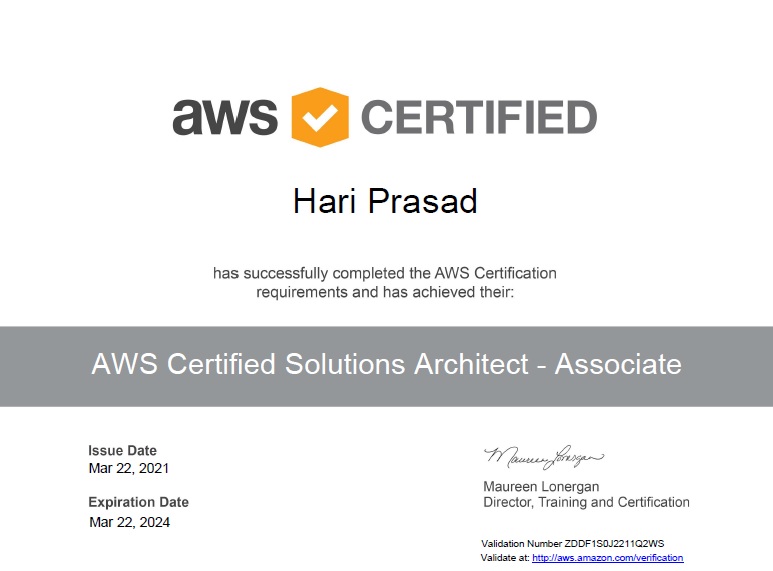 aws CERTIFIED
Hari Prasad
has successfully completed the AWS Certification
requirements and has achieved their:
AWS Certified Solutions Architect - Associate
Issue Date
Mar 22, 2021
Expiration Date
Mar 22, 2024
Maureen Lonergan
Maureen Lonergan
Director, Training and Certification
Validation Number ZDDF1S0J2211Q2WS
Validate at: http://aws.amazon.com/verification